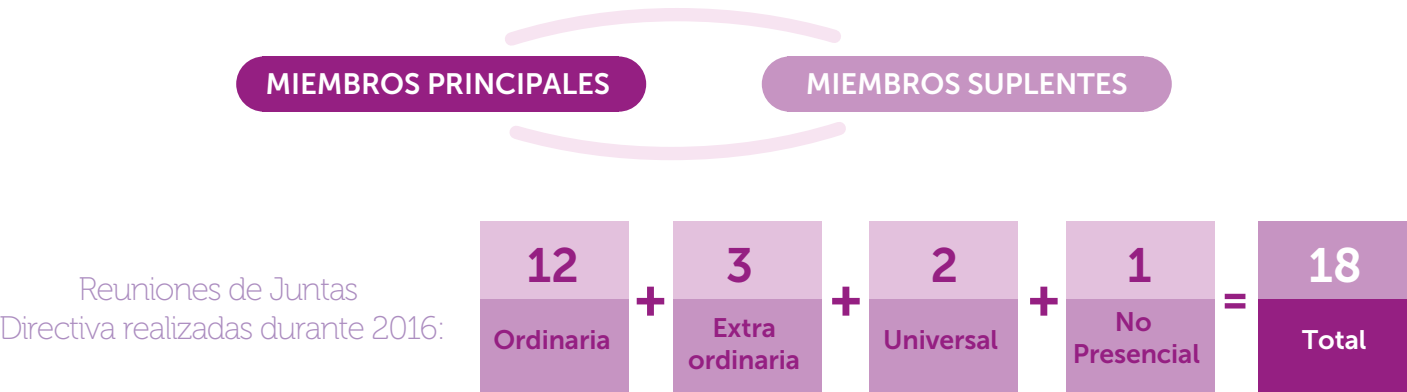 MIEMBROS PRINCIPALES
MIEMBROS SUPLENTES
Reuniones de Juntas
Directiva realizadas durante 2016:
12
Ordinaria
+
3
Extra
ordinaria
+
2
Universal
+
1
No
Presencial
=
18
Total